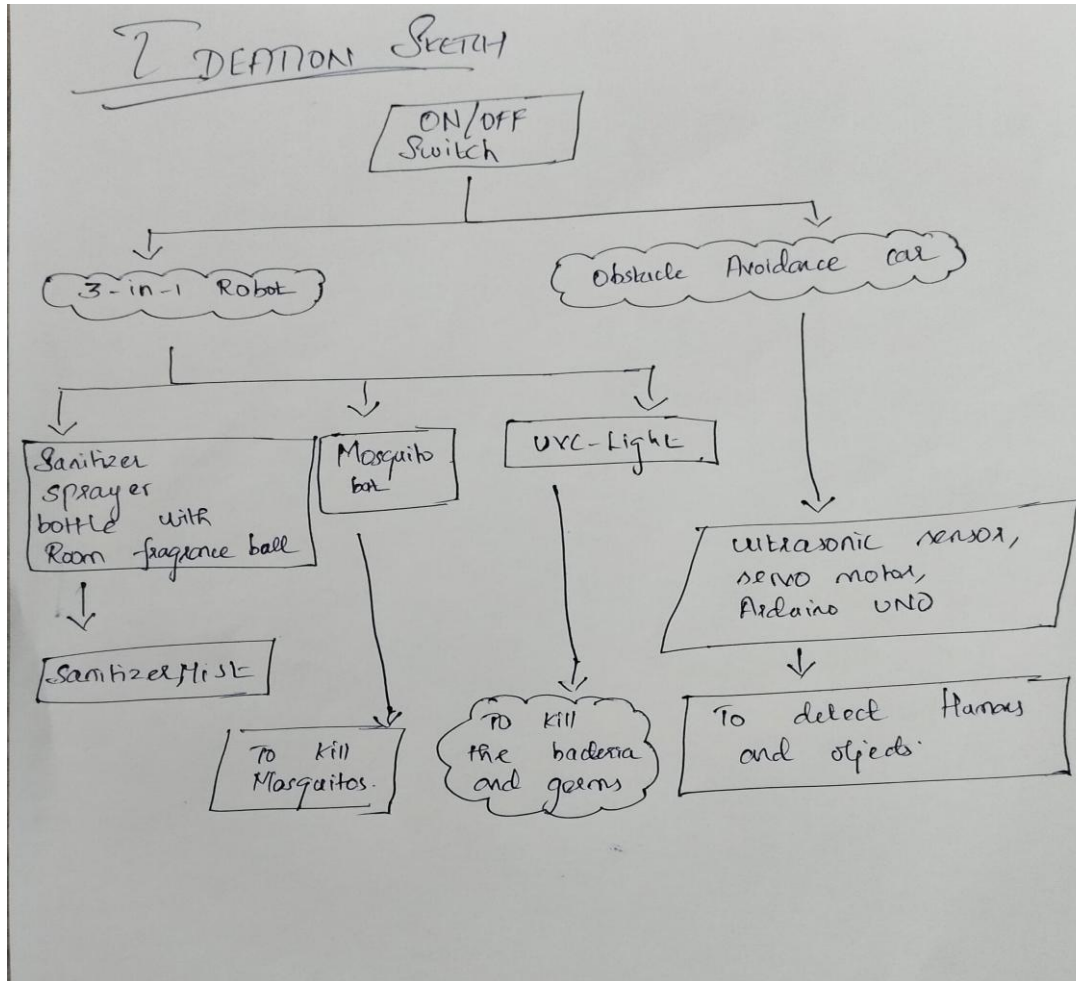 IDEATION SKETCH
ON/OFF
Switch
3-in-1 Robot
Obstacle Avoidance car
Sanitizer
sprayer
bottle with
Room fragrance ball
Mosquito
bat
UVC-Light
ultrasonic sensor,
servo motor,
Arduino UNO
Sanitizer Mist
To kill
Mosquitos.
To kill
the bacteria
and germs
To detect Humans
and objects.